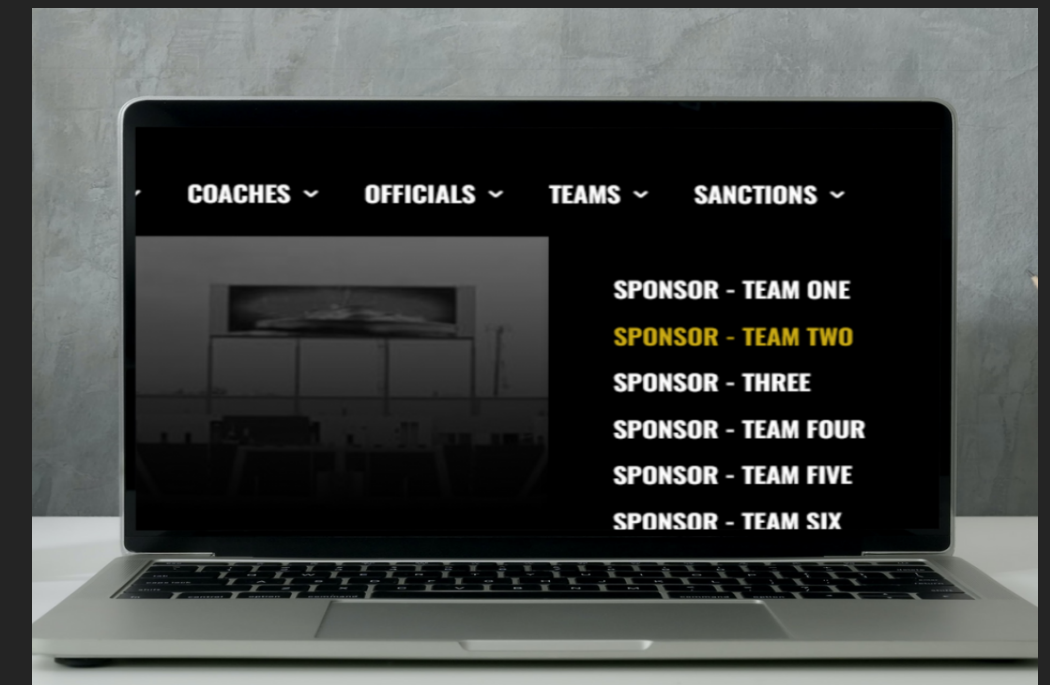 COACHES OFFICIALS TEAMS SANCTIONS
SPONSOR - TEAM ONE
SPONSOR - TEAM TWO
SPONSOR - THREE
SPONSOR - TEAM FOUR
SPONSOR - TEAM FIVE
SPONSOR - TEAM SIX